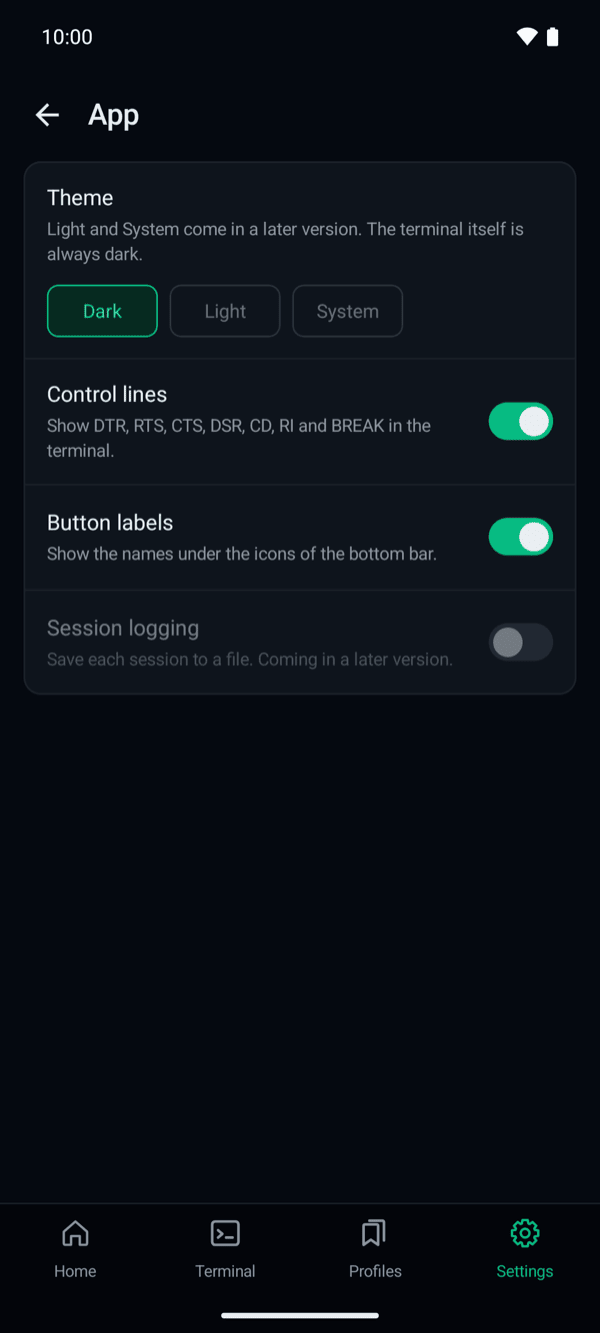 10:00
App
Theme
Light and System come in a later version. The terminal itself is
always dark.
Dark
Light
System
Control lines
Show DTR, RTS, CTS, DSR, CD, RI and BREAK in the
terminal.
Button labels
Show the names under the icons of the bottom bar.
Session logging
Save each session to a file. Coming in a later version.
Home
Terminal
Profiles
Settings